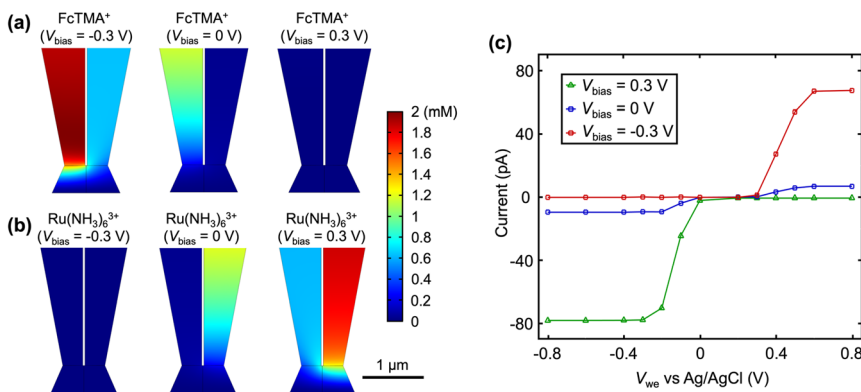 (a)
FcTMA⁺
(V_bias = -0.3 V)
FcTMA⁺
(V_bias = 0 V)
FcTMA⁺
(V_bias = 0.3 V)
2 (mM)
1.8
1.6
1.4
1.2
1
0.8
0.6
0.4
0.2
0
(b)
Ru(NH₃)₆³⁺
(V_bias = -0.3 V)
Ru(NH₃)₆³⁺
(V_bias = 0 V)
Ru(NH₃)₆³⁺
(V_bias = 0.3 V)
1 μm
(c)
V_bias = 0.3 V
V_bias = 0 V
V_bias = -0.3 V
Current (pA)
80
40
0
-40
-80
-0.8
-0.4
0
0.4
0.8
V_we vs Ag/AgCl (V)